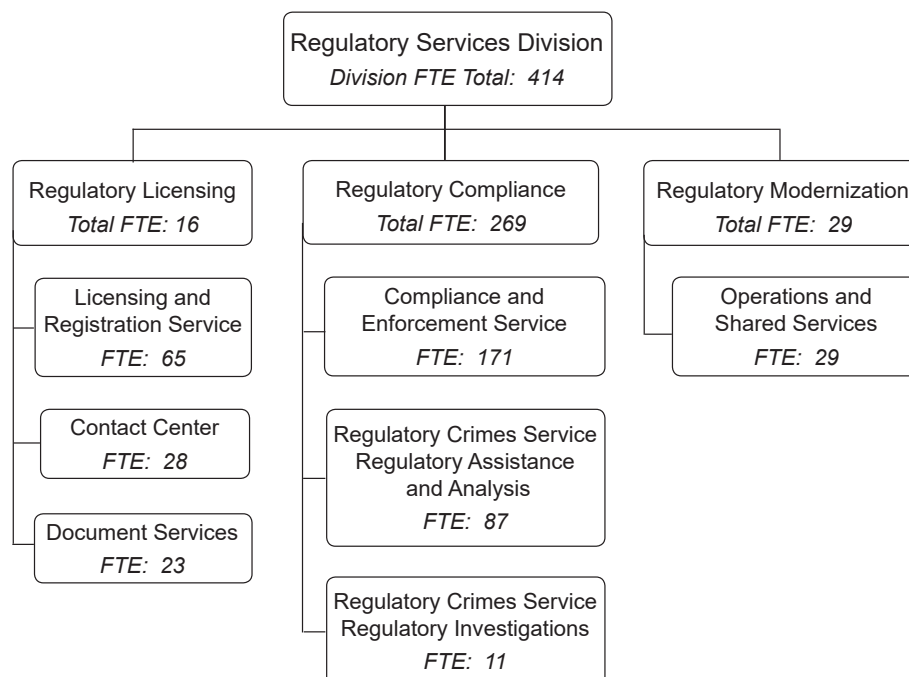 Regulatory Services Division
Division FTE Total: 414
Regulatory Licensing
Total FTE: 16
Licensing and
Registration Service
FTE: 65
Contact Center
FTE: 28
Document Services
FTE: 23
Regulatory Compliance
Total FTE: 269
Compliance and
Enforcement Service
FTE: 171
Regulatory Crimes Service
Regulatory Assistance
and Analysis
FTE: 87
Regulatory Crimes Service
Regulatory Investigations
FTE: 11
Regulatory Modernization
Total FTE: 29
Operations and
Shared Services
FTE: 29